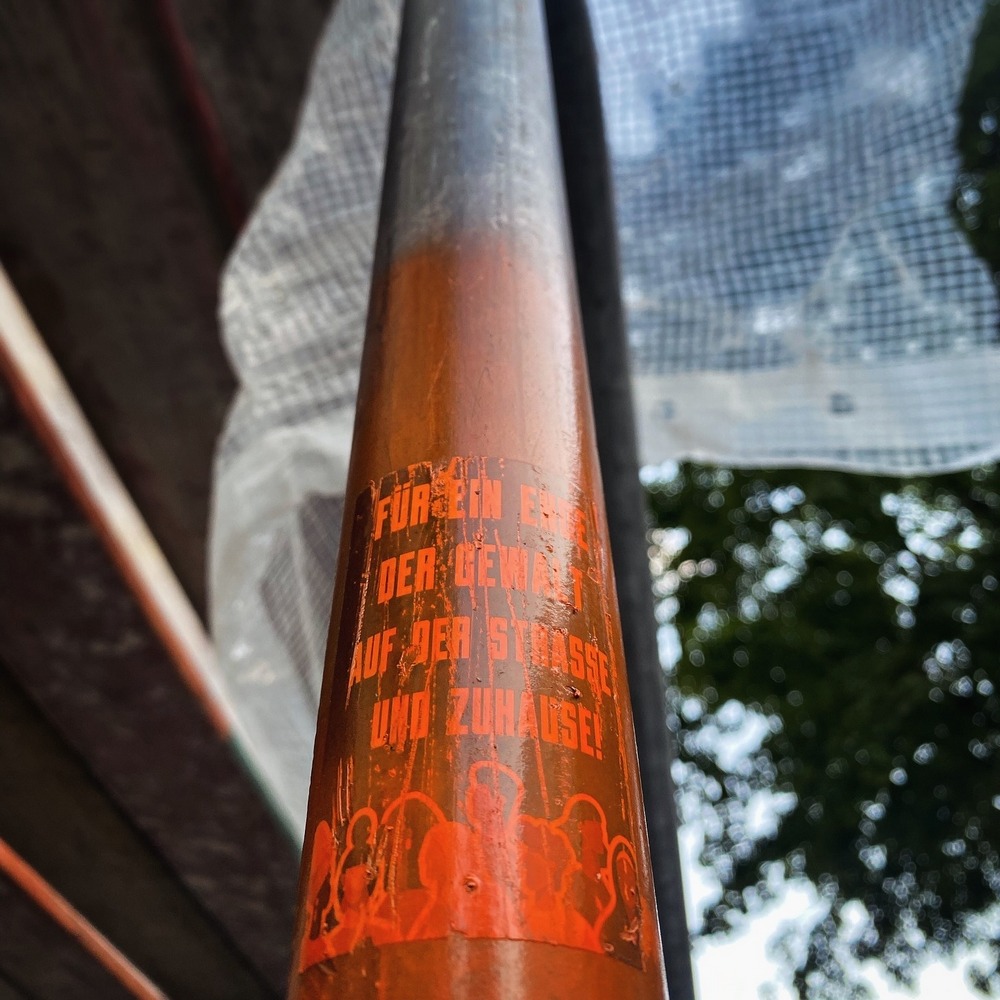 FÜR EIN ENDE
DER GEWALT
AUF DER STRASSE
UND ZUHAUSE!